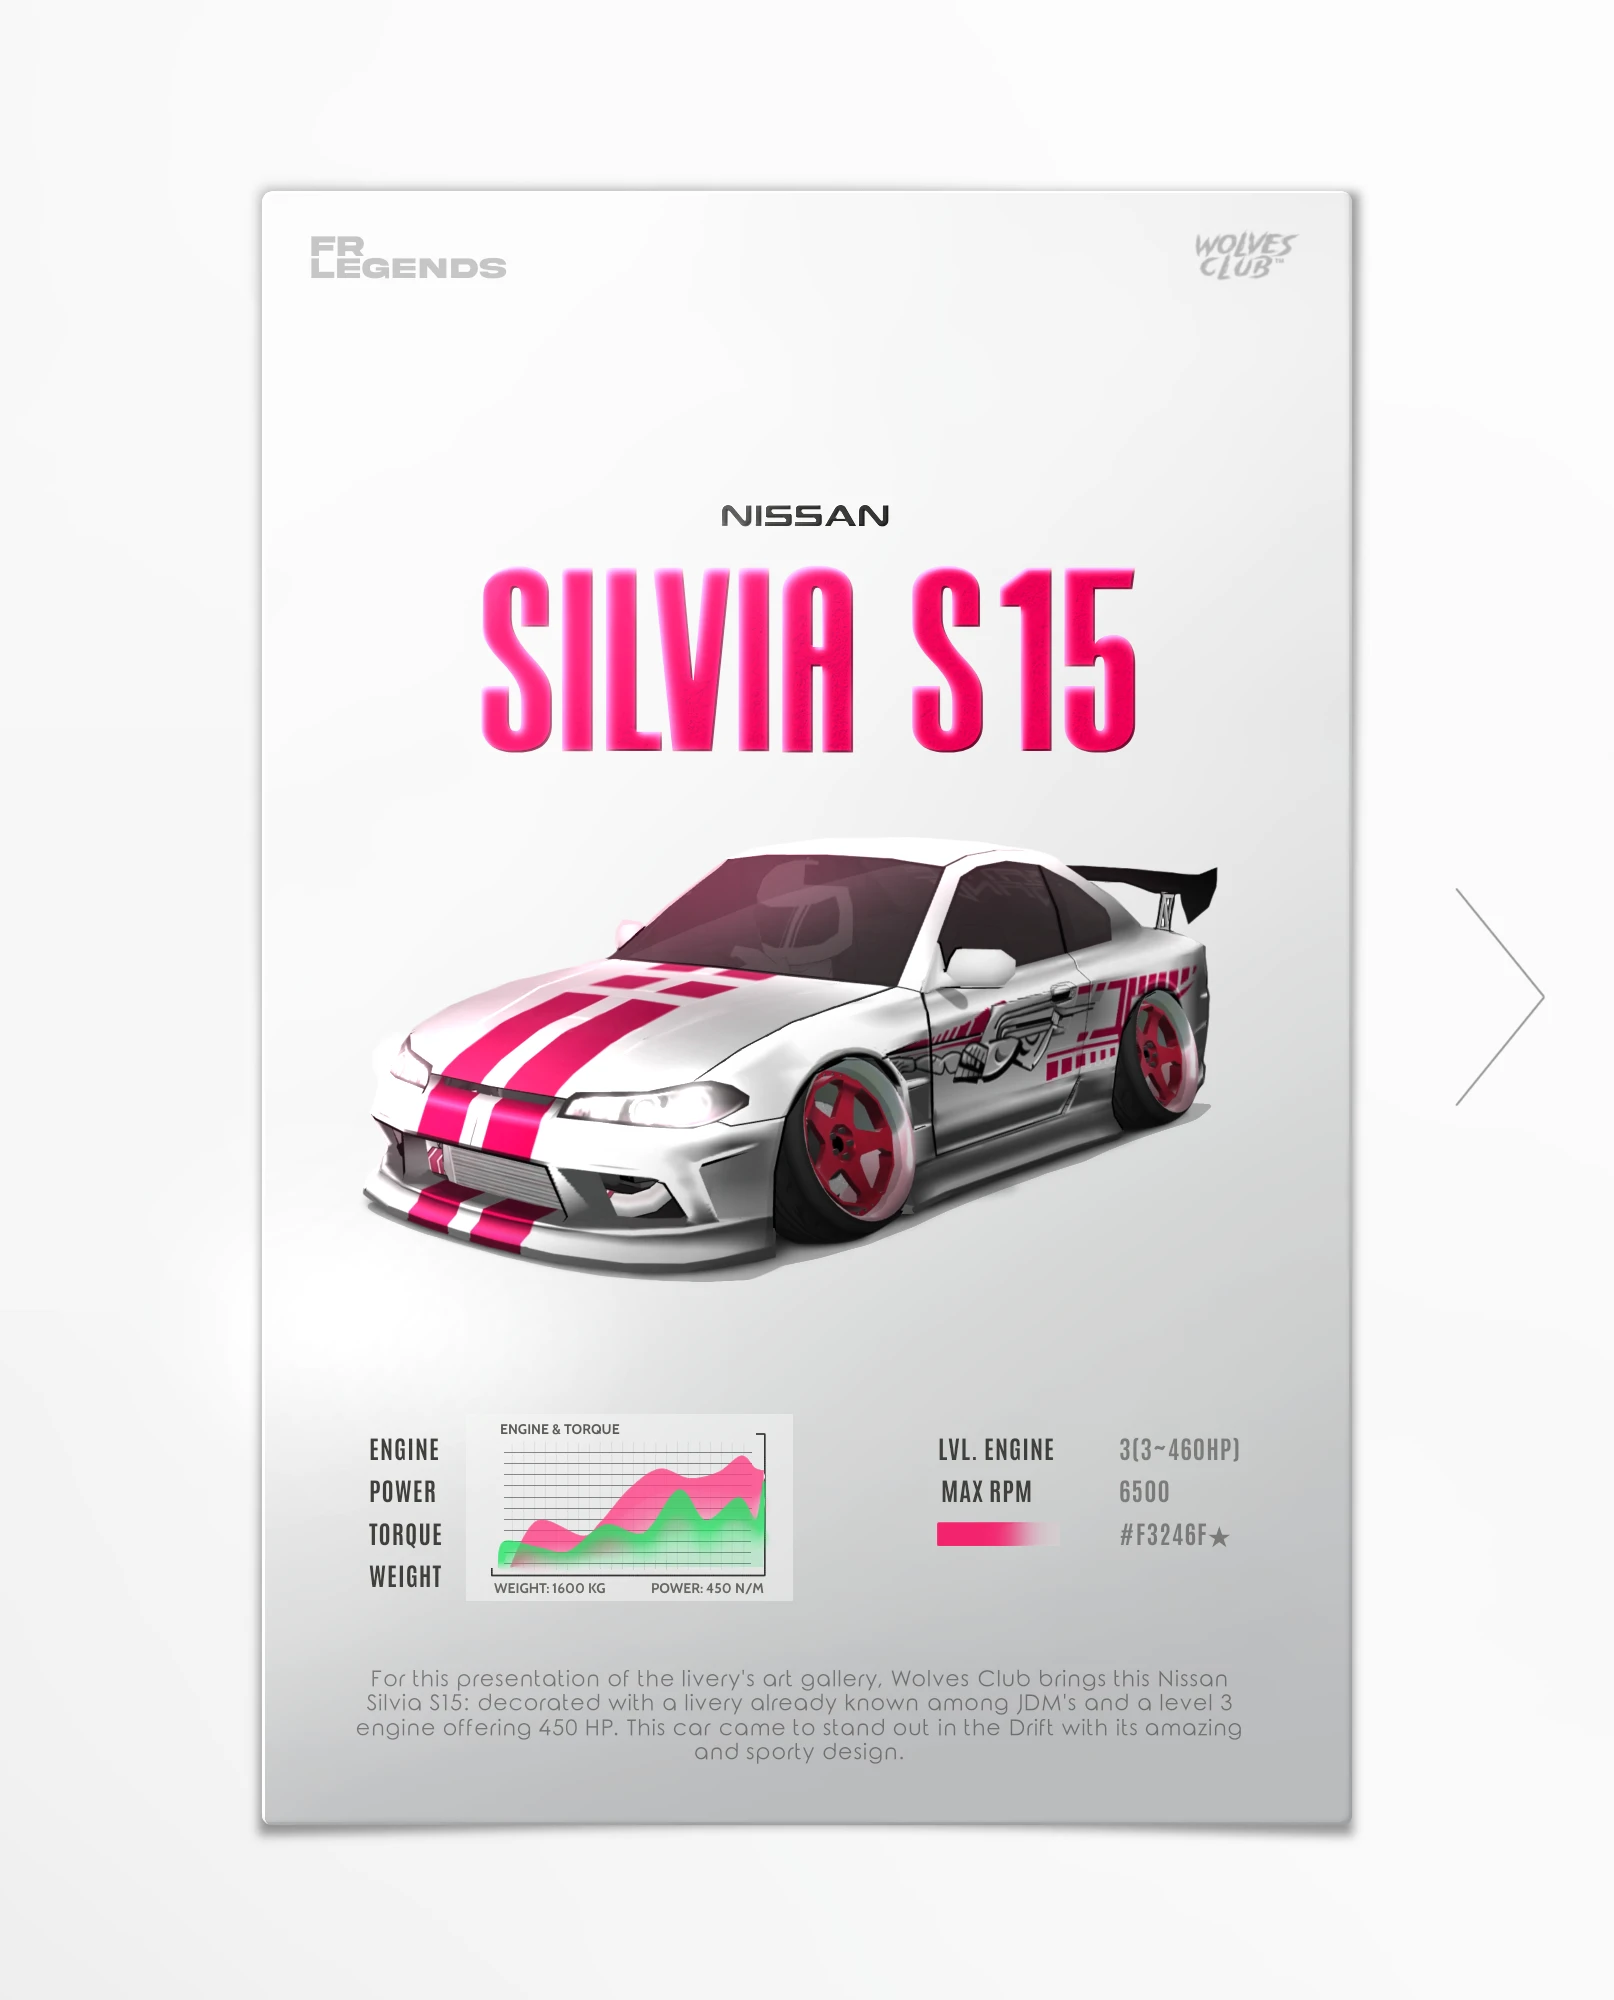 FR
LEGENDS
WOLVES
CLUB™
NISSAN
SILVIA S15
ENGINE
POWER
TORQUE
WEIGHT
ENGINE & TORQUE
WEIGHT: 1600 KG POWER: 450 N/M
LVL. ENGINE 3(3~460HP)
MAX RPM 6500
#F3246F★
For this presentation of the livery's art gallery, Wolves Club brings this Nissan
Silvia S15: decorated with a livery already known among JDM's and a level 3
engine offering 450 HP. This car came to stand out in the Drift with its amazing
and sporty design.